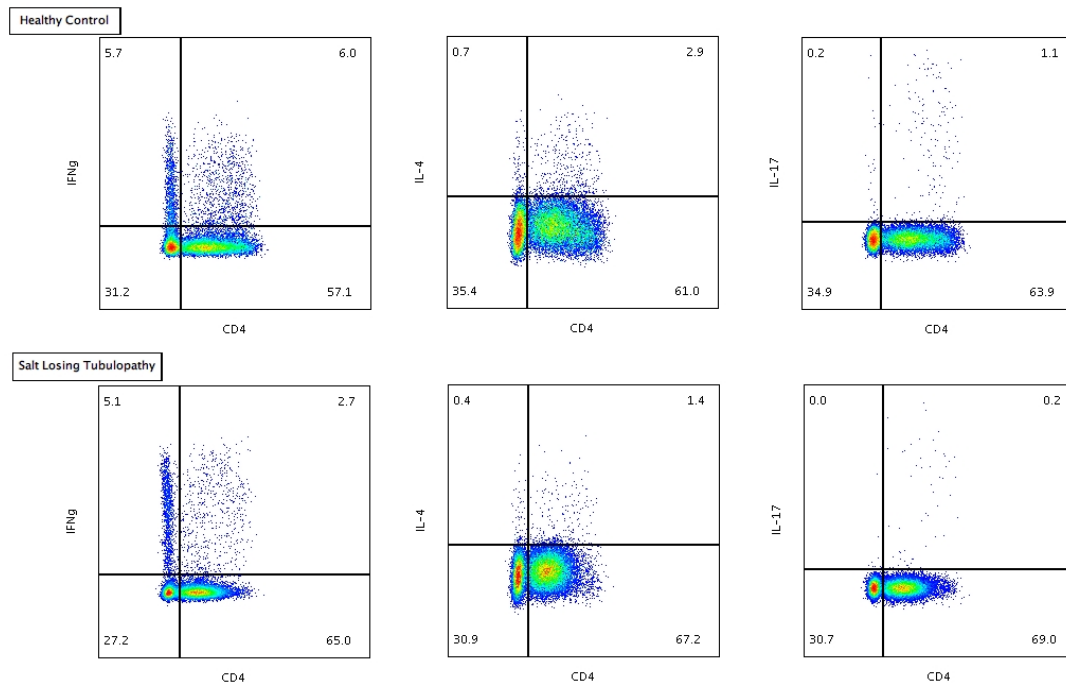 Healthy Control
5.7 6.0
IFNg
31.2 57.1
CD4
0.7 2.9
IL-4
35.4 61.0
CD4
0.2 1.1
IL-17
34.9 63.9
CD4
Salt Losing Tubulopathy
5.1 2.7
IFNg
27.2 65.0
CD4
0.4 1.4
IL-4
30.9 67.2
CD4
0.0 0.2
IL-17
30.7 69.0
CD4